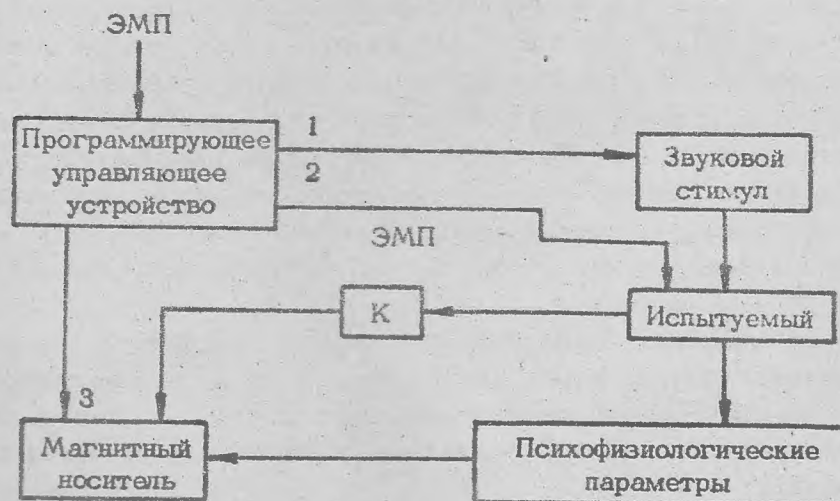 ЭМП
Программирующее
управляющее
устройство
1
2
Звуковой
стимул
ЭМП
К
Испытуемый
3
Магнитный
носитель
Психофизиологические
параметры